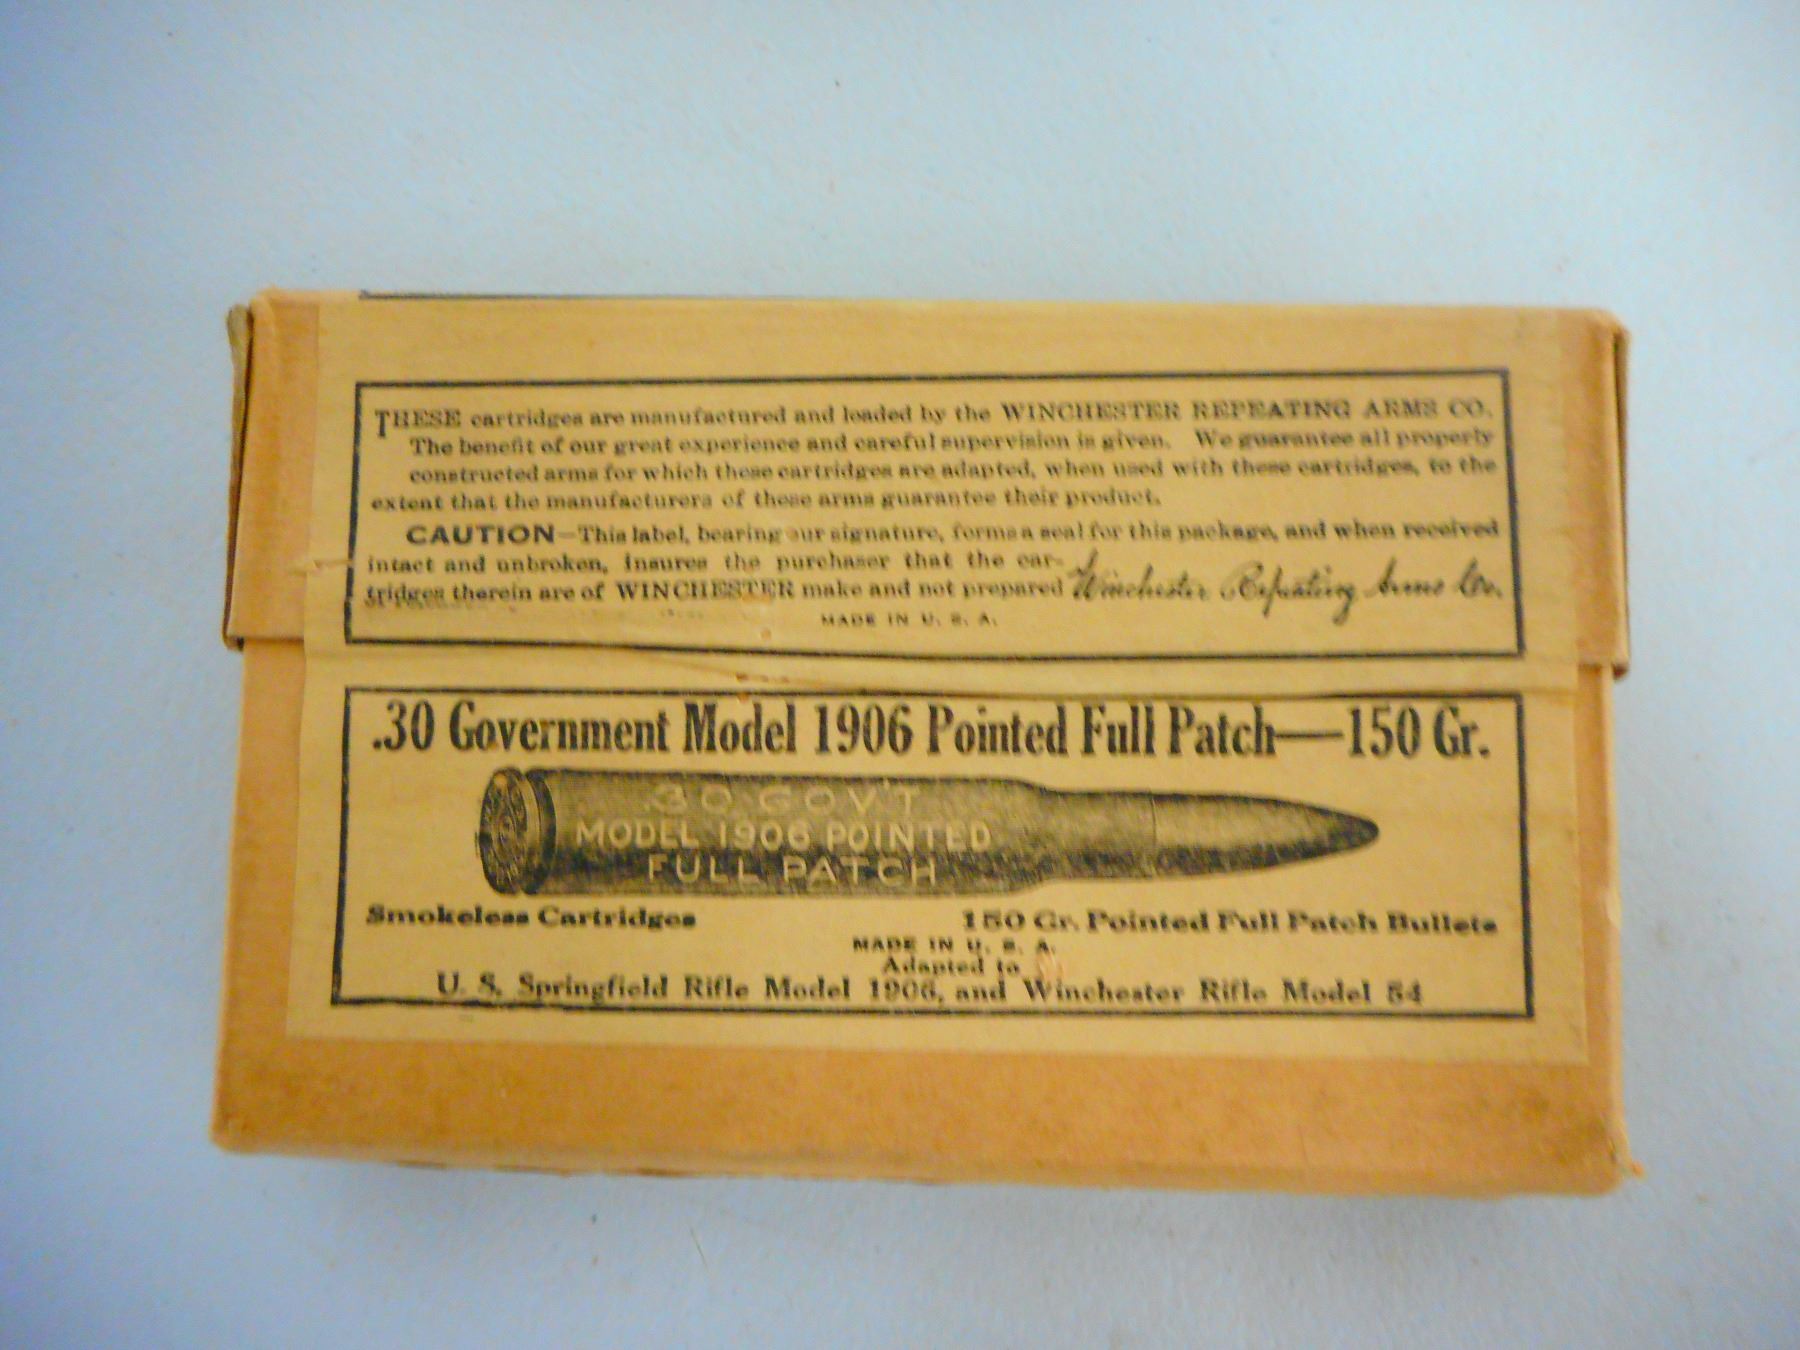 THESE cartridges are manufactured and loaded by the WINCHESTER REPEATING ARMS CO.
The benefit of our great experience and careful supervision is given. We guarantee all properly
constructed arms for which these cartridges are adapted, when used with these cartridges, to the
extent that the manufacturers of these arms guarantee their product.
CAUTION—This label, bearing our signature, forms a seal for this package, and when received
intact and unbroken, insures the purchaser that the car-
tridges therein are of WINCHESTER make and not prepared Winchester Repeating Arms Co.
MADE IN U. S. A.
.30 Government Model 1906 Pointed Full Patch—150 Gr.
.30 GOV'T
MODEL 1906 POINTED
FULL PATCH
Smokeless Cartridges 150 Gr. Pointed Full Patch Bullets
MADE IN U. S. A.
Adapted to
U. S. Springfield Rifle Model 1906, and Winchester Rifle Model 54